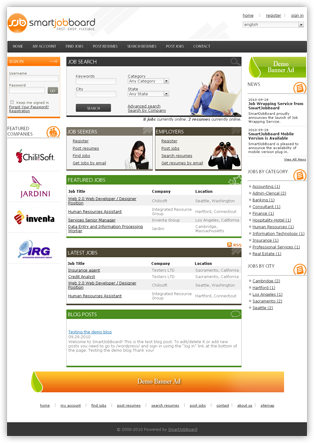 smartjobboard
home | register | sign in
english
HOME MY ACCOUNT FIND JOBS POST RESUMES SEARCH RESUMES POST JOBS CONTACT
SIGN IN
Username
Password
GO
Keep me signed in
Forgot Your Password?
Registration
FEATURED COMPANIES
Chili!Soft.
JARDINI
inventa
iRG
JOB SEARCH
Keywords
Category
Any Category
City
State
Any State
SEARCH
Advanced search
Search by Company
8 jobs currently online. 2 resumes currently online.
JOB SEEKERS
Register
Post resumes
Find jobs
Get jobs by email
EMPLOYERS
Register
Post jobs
Search resumes
Get resumes by email
FEATURED JOBS
Job Title Company Location
Web 2.0 Web Developer / Designer Chilisoft Seattle, Washington
Human Resources Assistant Integrated Resource Group Hartford, Connecticut
Services Senior Manager Inventa Group Los Angeles, California
Data Entry and Information Processing Worker Jardini Cambridge, Massachusetts
RSS
LATEST JOBS
Job Title Company Location
Insurance agent Testers LTD Sacramento, California
Credit Analyst Testers LTD Sacramento, California
Web 2.0 Web Developer / Designer Chilisoft Seattle, Washington
Human Resources Assistant Integrated Resource Group Hartford, Connecticut
BLOG POSTS
Testing the demo blog
09.28.2010
Welcome to SmartJobBoard! This is the test blog post. To edit/delete it or add new posts you need to go to /wordpress/ and sign in using the "log in" link at the bottom of the page. Testing the demo blog Thank you!
Demo Banner Ad
NEWS
Job Wrapping Service from SmartJobBoard
SmartJobBoard proudly announces the launch of Job Wrapping service.
SmartJobBoard Mobile Version is Available
SmartJobBoard is pleased to announce the availability of mobile version plug-in.
View All News
JOBS BY CATEGORY
Accounting (1)
Admin-Clerical (2)
Banking (1)
Consultant (1)
Finance (1)
Hospitality-Hotel (1)
Human Resources (1)
Information Technology (1)
Insurance (1)
Professional Services (1)
Real Estate (1)
JOBS BY CITY
Cambridge (2)
Hartford (1)
Los Angeles (1)
Sacramento (2)
Seattle (2)
Demo Banner Ad
home | my account | find jobs | post resumes | search resumes | post jobs | contact | about us | sitemap
© 2008-2010 Powered by SmartJobBoard